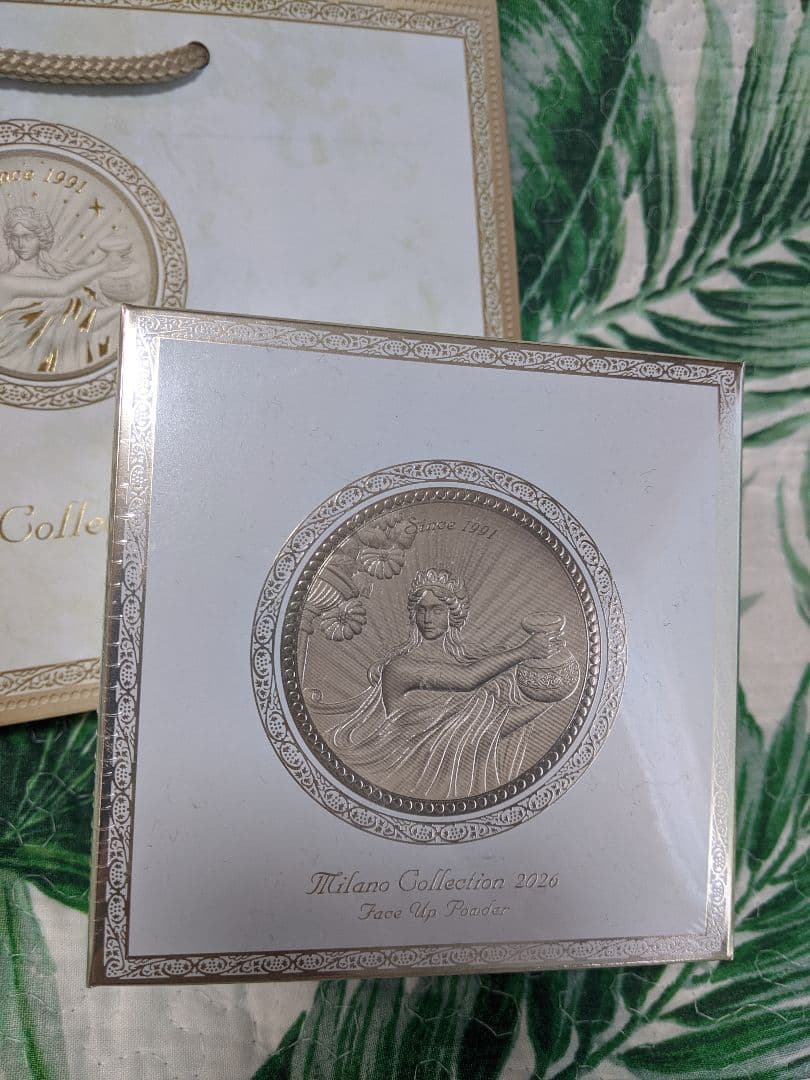 Since 1991
Colle
Since 1991
Milano Collection 2026
Face Up Powder